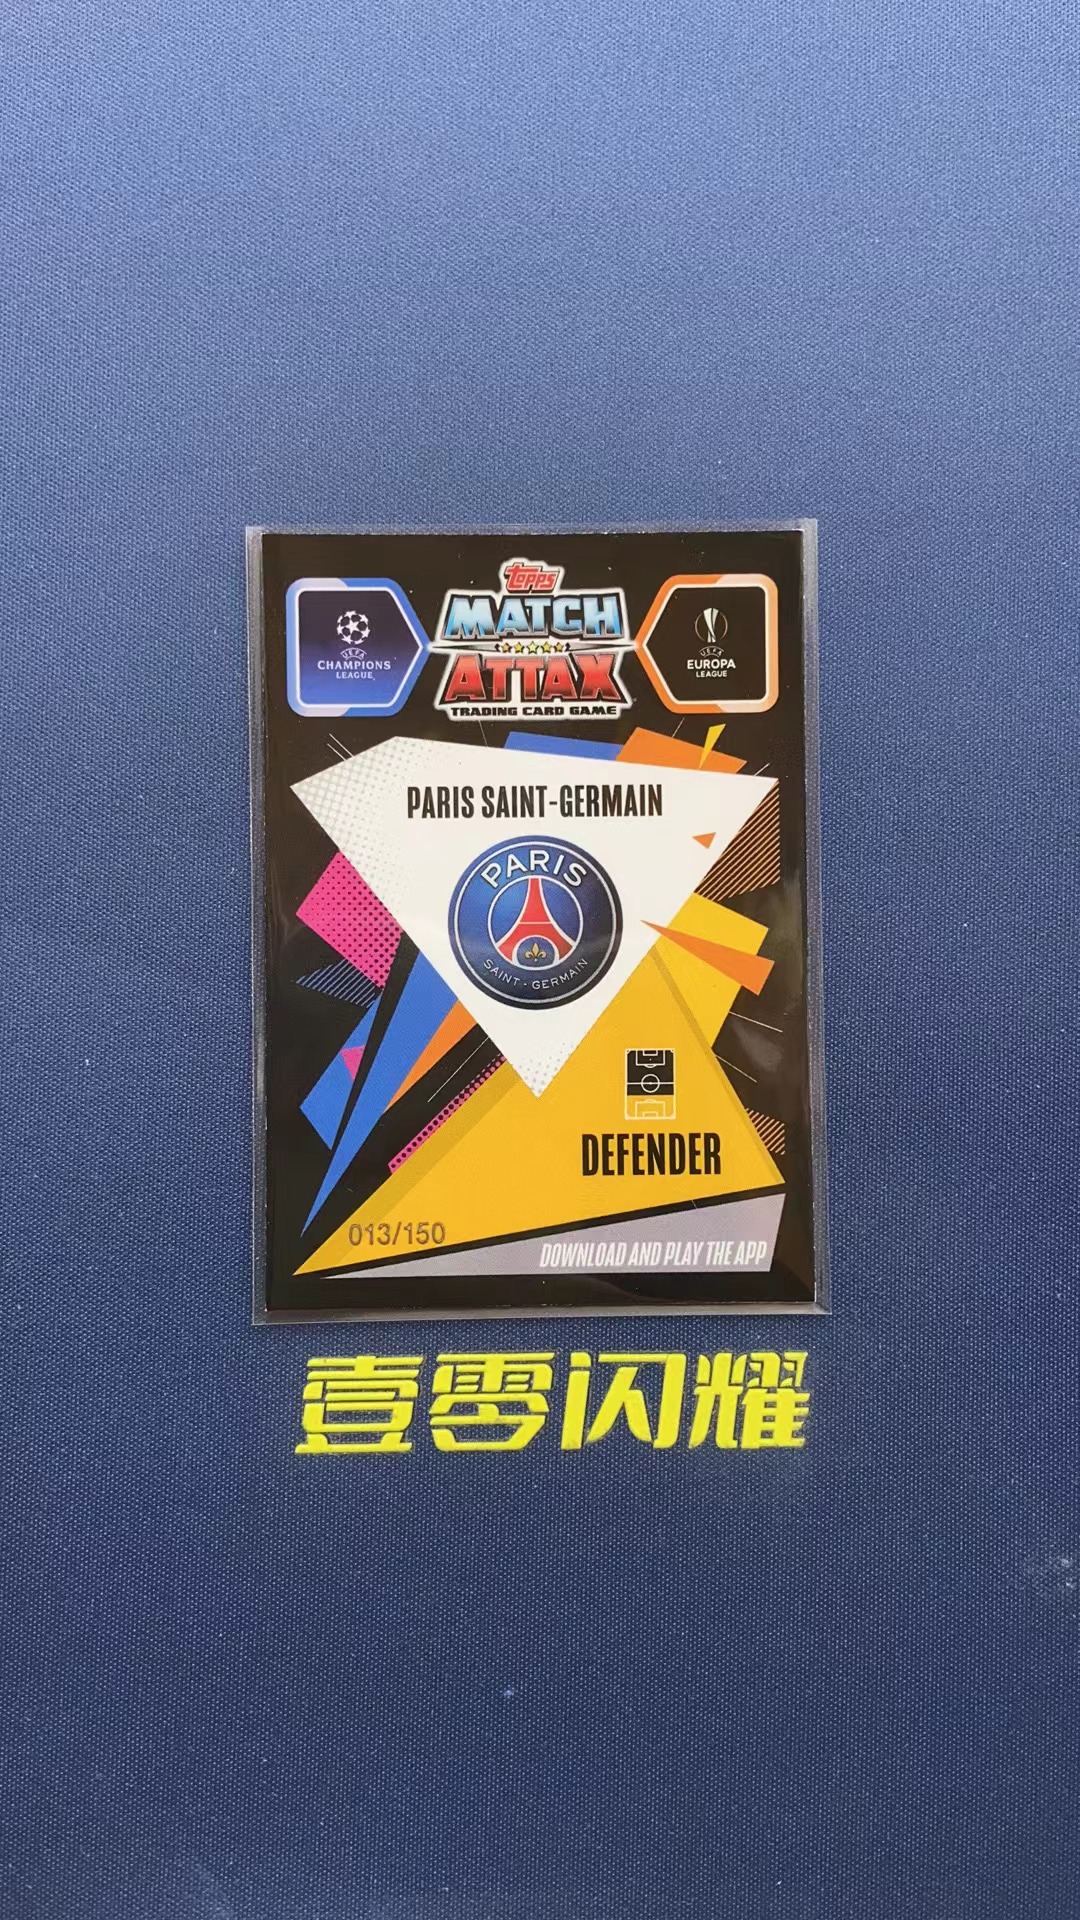 topps
MATCH
ATTAX
TRADING CARD GAME
UEFA
CHAMPIONS
LEAGUE
UEFA
EUROPA
LEAGUE
PARIS SAINT-GERMAIN
PARIS
SAINT-GERMAIN
DEFENDER
013/150
DOWNLOAD AND PLAY THE APP
壹零闪耀